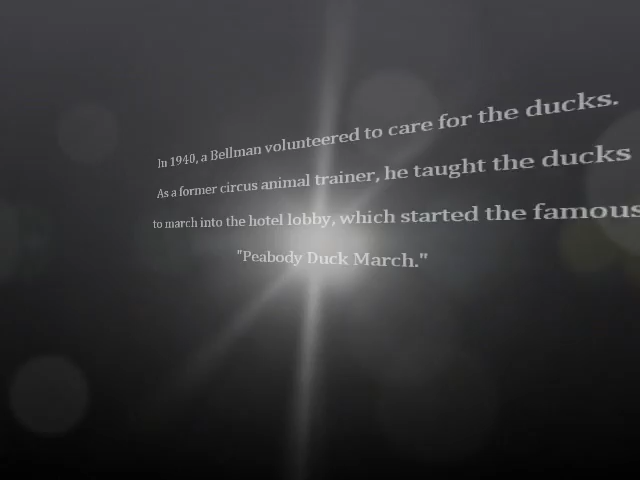 In 1940, a Bellman volunteered to care for the ducks.
As a former circus animal trainer, he taught the ducks
to march into the hotel lobby, which started the famous
"Peabody Duck March."